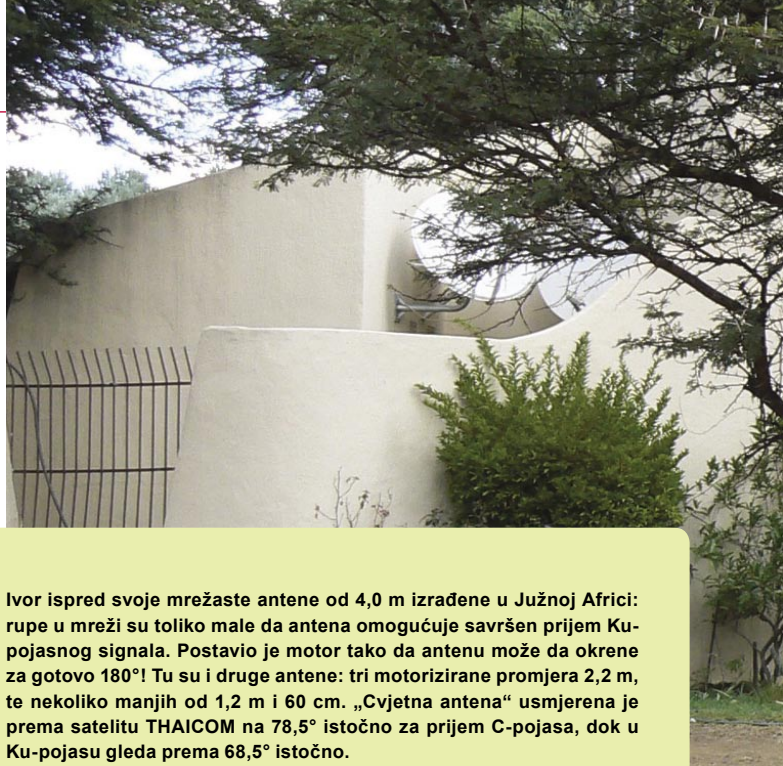 Ivor ispred svoje mrežaste antene od 4,0 m izrađene u Južnoj Africi:
rupe u mreži su toliko male da antena omogućuje savršen prijem Ku-
pojasnog signala. Postavio je motor tako da antenu može da okrene
za gotovo 180°! Tu su i druge antene: tri motorizirane promjera 2,2 m,
te nekoliko manjih od 1,2 m i 60 cm. „Cvjetna antena“ usmjerena je
prema satelitu THAICOM na 78,5° istočno za prijem C-pojasa, dok u
Ku-pojasu gleda prema 68,5° istočno.